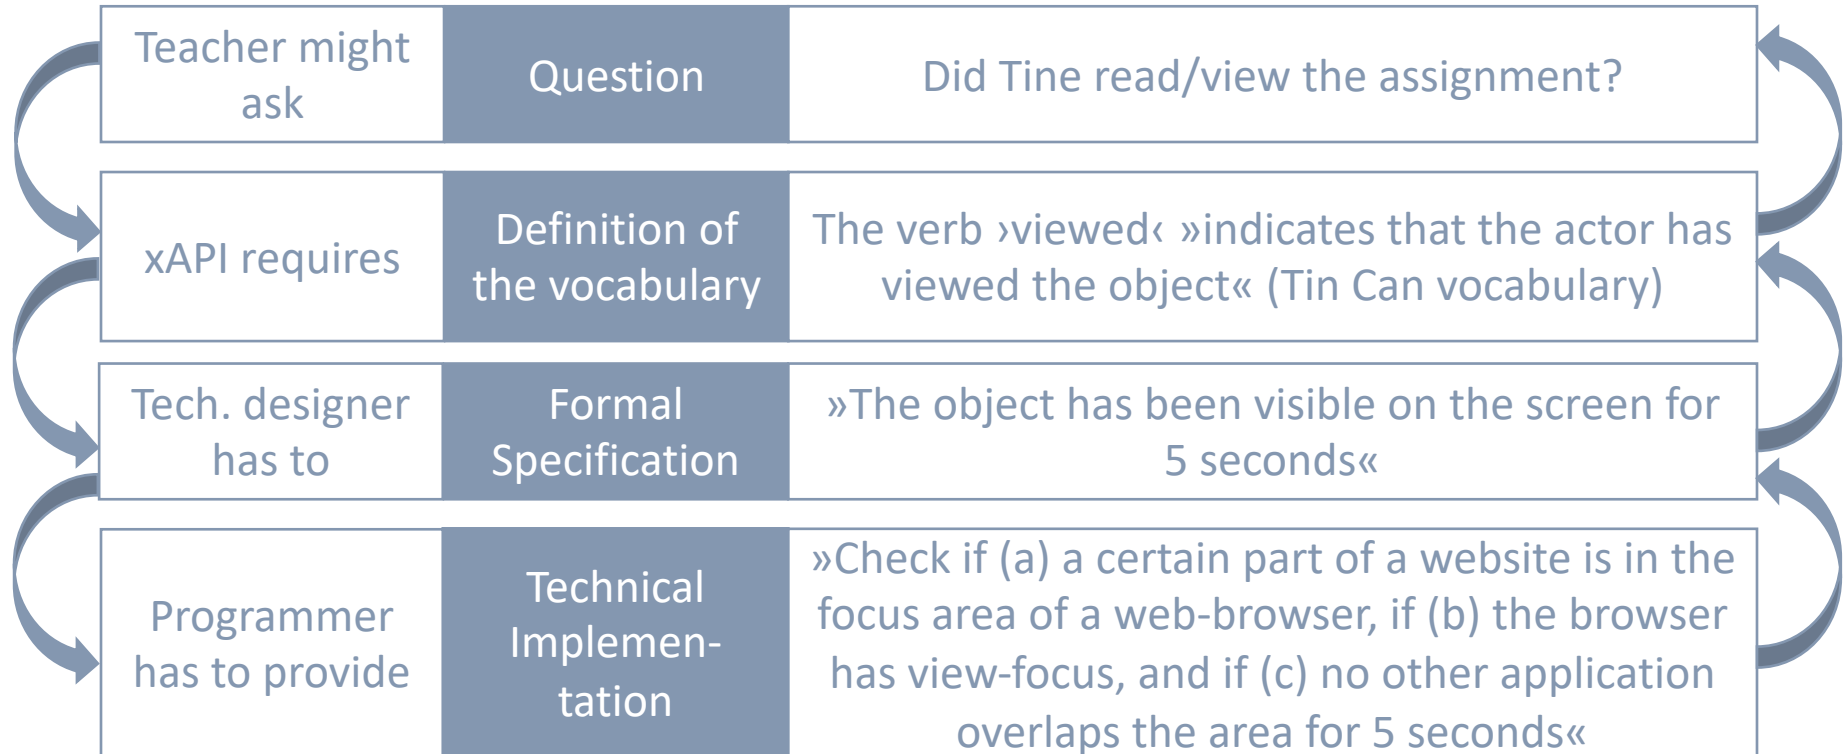 Teacher might
ask
Question
Did Tine read/view the assignment?
xAPI requires
Definition of
the vocabulary
The verb ›viewed‹ »indicates that the actor has
viewed the object« (Tin Can vocabulary)
Tech. designer
has to
Formal
Specification
»The object has been visible on the screen for
5 seconds«
Programmer
has to provide
Technical
Implemen-
tation
»Check if (a) a certain part of a website is in the
focus area of a web-browser, if (b) the browser
has view-focus, and if (c) no other application
overlaps the area for 5 seconds«